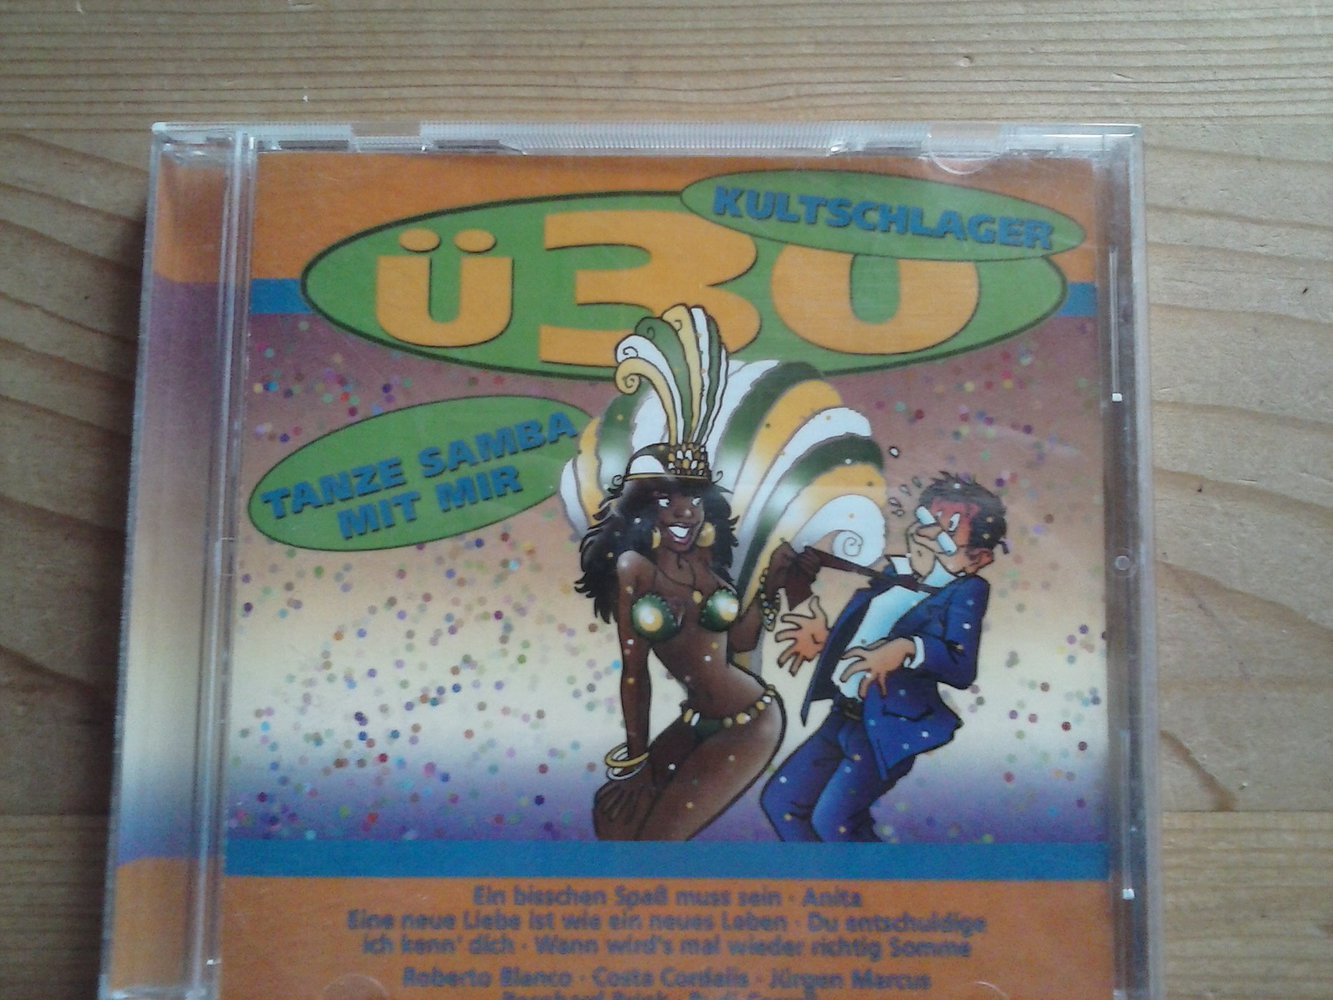 KULTSCHLAGER
Ü30
TANZE SAMBA
MIT MIR
Ein bisschen Spaß muss sein · Anita
Eine neue Liebe ist wie ein neues Leben · Du entschuldige
ich kenn' dich · Wann wird's mal wieder richtig Somme
Roberto Blanco · Costa Cordalis · Jürgen Marcus